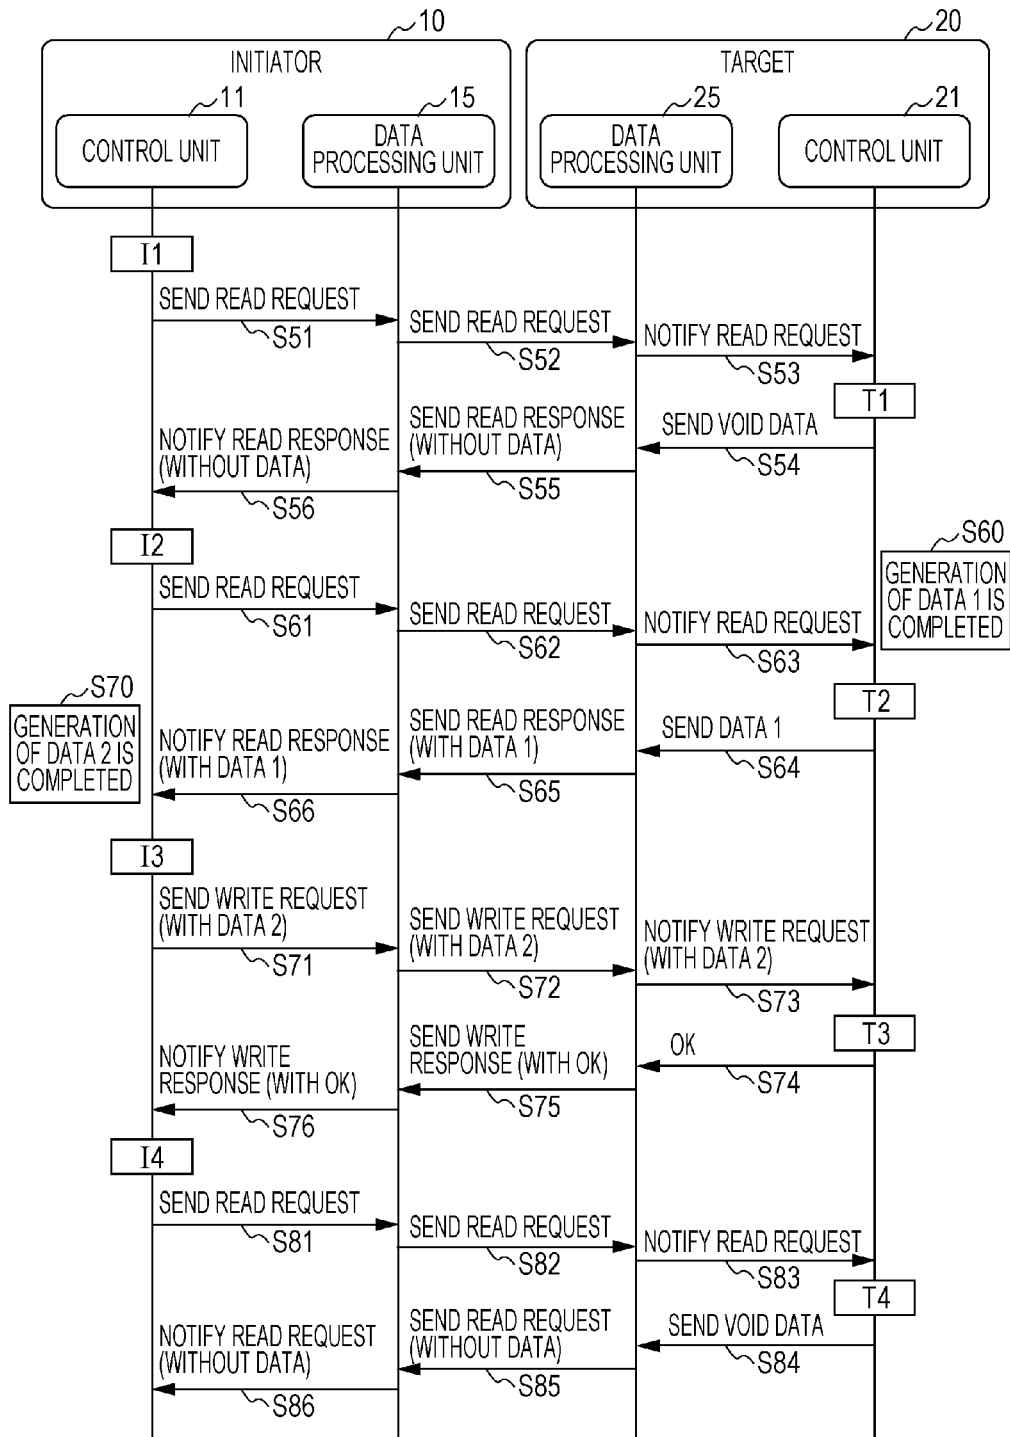 10
20
INITIATOR
TARGET
11
15
25
21
CONTROL UNIT
DATA
PROCESSING UNIT
DATA
PROCESSING UNIT
CONTROL UNIT
I1
SEND READ REQUEST
S51
SEND READ REQUEST
S52
NOTIFY READ REQUEST
S53
T1
SEND VOID DATA
S54
SEND READ RESPONSE
(WITHOUT DATA)
S55
NOTIFY READ RESPONSE
(WITHOUT DATA)
S56
I2
S60
GENERATION
OF DATA 1 IS
COMPLETED
SEND READ REQUEST
S61
SEND READ REQUEST
S62
NOTIFY READ REQUEST
S63
T2
S70
GENERATION
OF DATA 2 IS
COMPLETED
SEND DATA 1
S64
SEND READ RESPONSE
(WITH DATA 1)
S65
NOTIFY READ RESPONSE
(WITH DATA 1)
S66
I3
SEND WRITE REQUEST
(WITH DATA 2)
S71
SEND WRITE REQUEST
(WITH DATA 2)
S72
NOTIFY WRITE REQUEST
(WITH DATA 2)
S73
T3
OK
S74
SEND WRITE
RESPONSE (WITH OK)
S75
NOTIFY WRITE
RESPONSE (WITH OK)
S76
I4
SEND READ REQUEST
S81
SEND READ REQUEST
S82
NOTIFY READ REQUEST
S83
T4
SEND VOID DATA
S84
SEND READ REQUEST
(WITHOUT DATA)
S85
NOTIFY READ REQUEST
(WITHOUT DATA)
S86